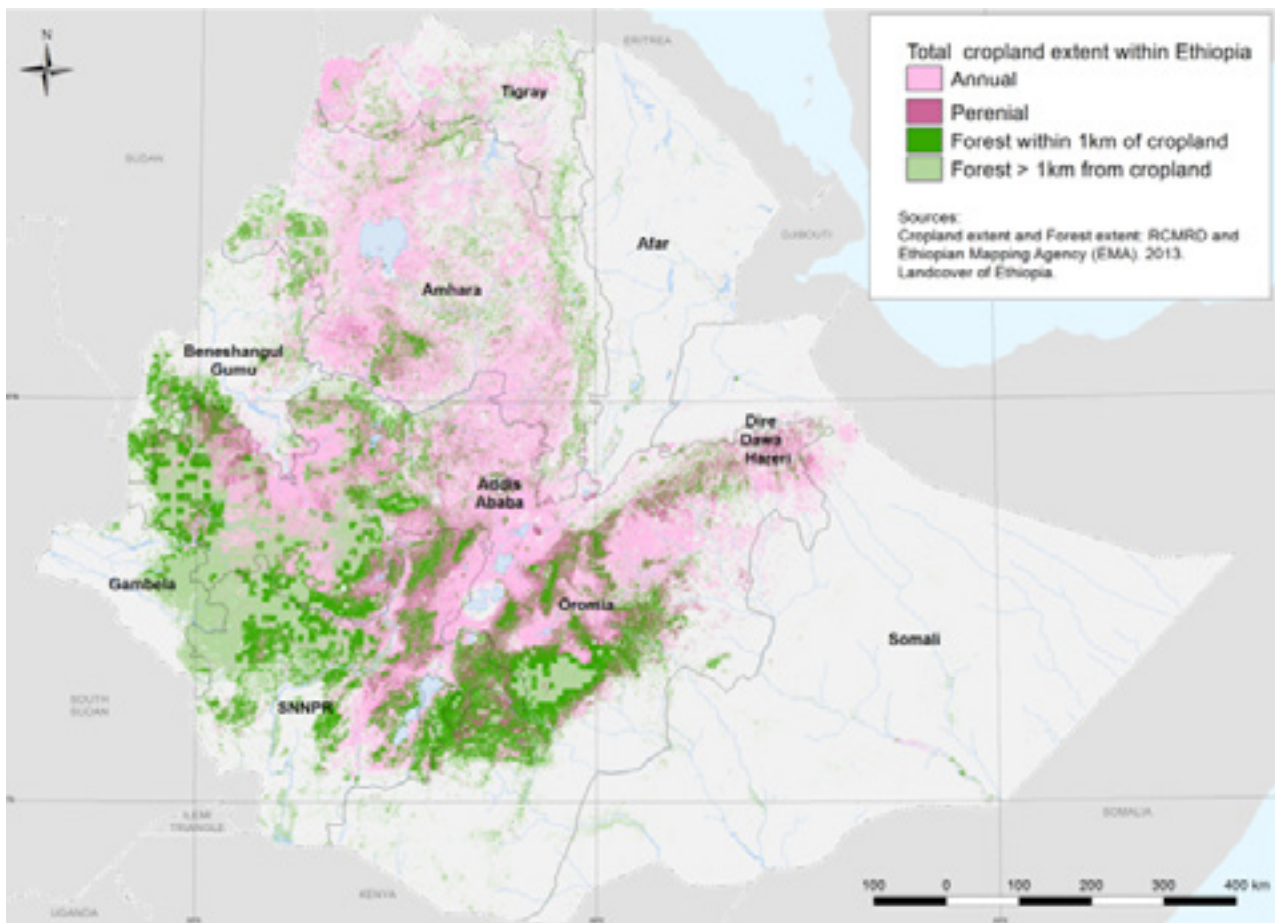 N
ERITREA
Total cropland extent within Ethiopia
Annual
Perenial
Forest within 1km of cropland
Forest > 1km from cropland
Sources:
Cropland extent and Forest extent: RCMRD and
Ethiopian Mapping Agency (EMA). 2013.
Landcover of Ethiopia.
Tigray
SUDAN
Afar
DJIBOUTI
Amhara
Beneshangul
Gumu
Dire
Dawa
Hareri
Addis
Ababa
Gambela
Oromia
Somali
SOUTH
SUDAN
SNNPR
ILEMI
TRIANGLE
SOMALIA
KENYA
UGANDA
100 0 100 200 300 400 km